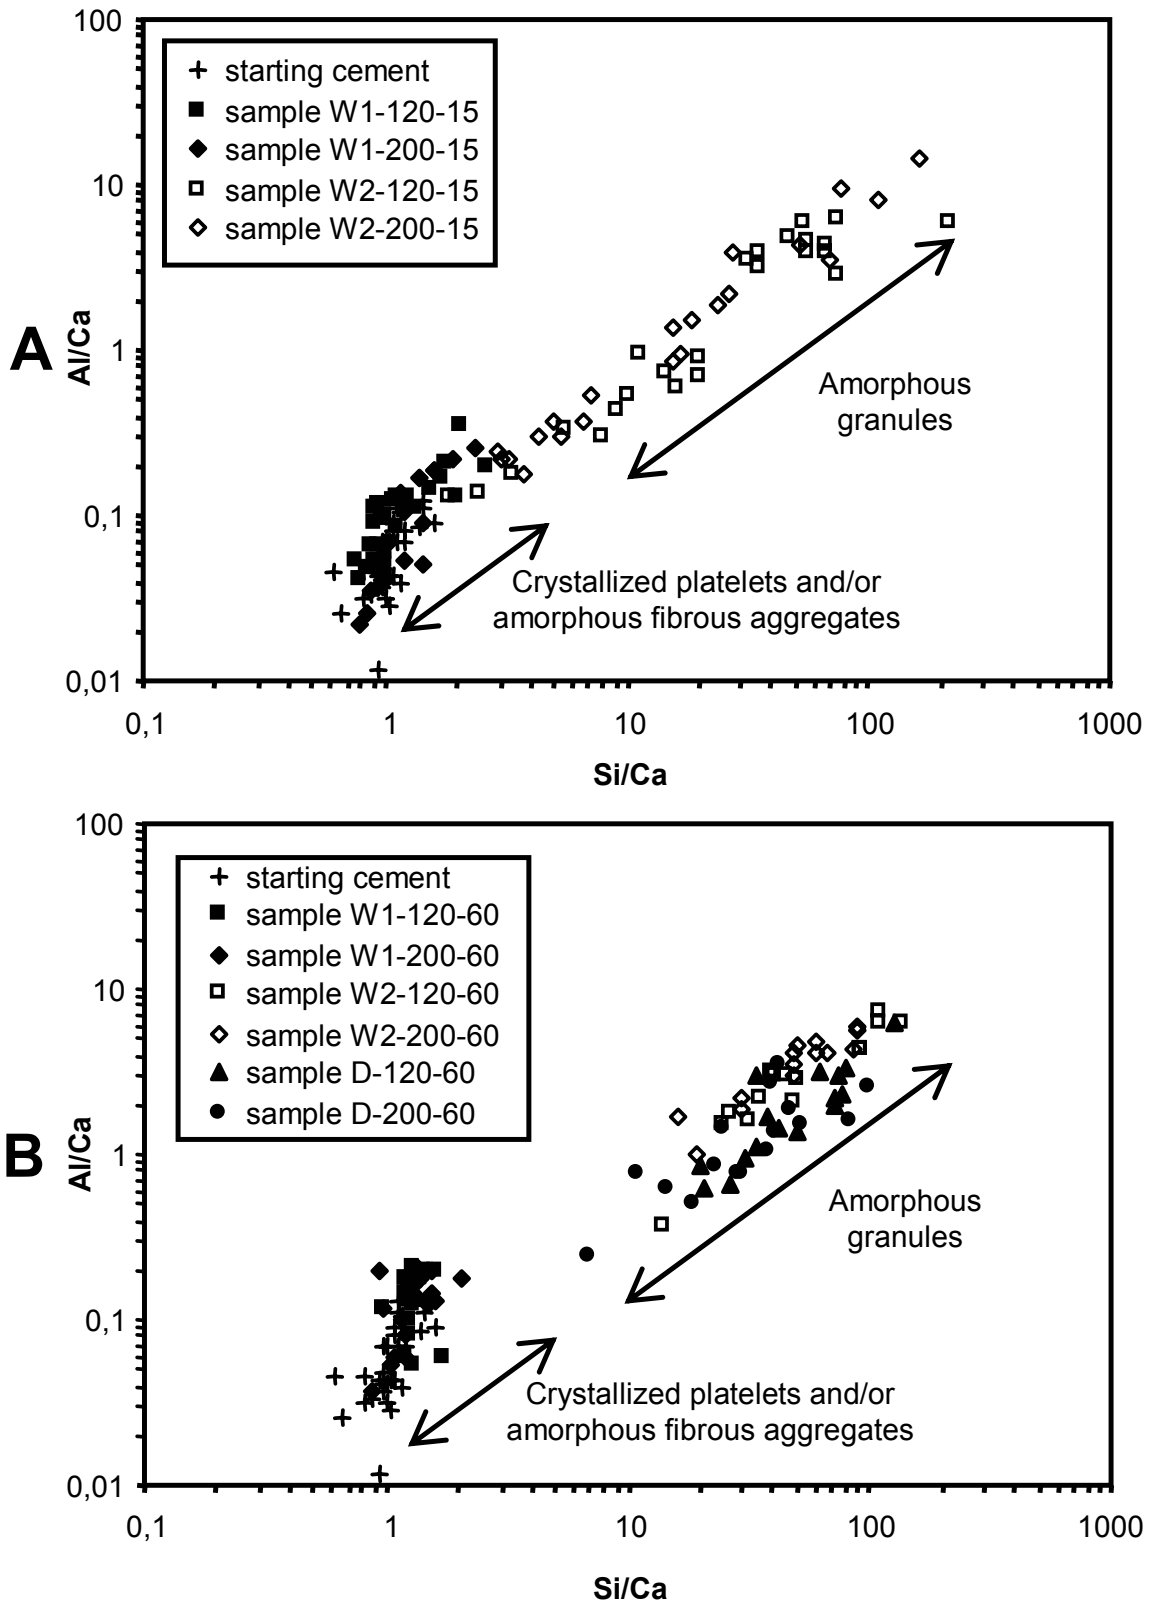 100
starting cement
sample W1-120-15
sample W1-200-15
sample W2-120-15
sample W2-200-15
10
A
Al/Ca
1
Amorphous
granules
0,1
Crystallized platelets and/or
amorphous fibrous aggregates
0,01
0,1
1
10
100
1000
Si/Ca
100
starting cement
sample W1-120-60
sample W1-200-60
sample W2-120-60
sample W2-200-60
sample D-120-60
sample D-200-60
10
B
Al/Ca
1
Amorphous
granules
0,1
Crystallized platelets and/or
amorphous fibrous aggregates
0,01
0,1
1
10
100
1000
Si/Ca